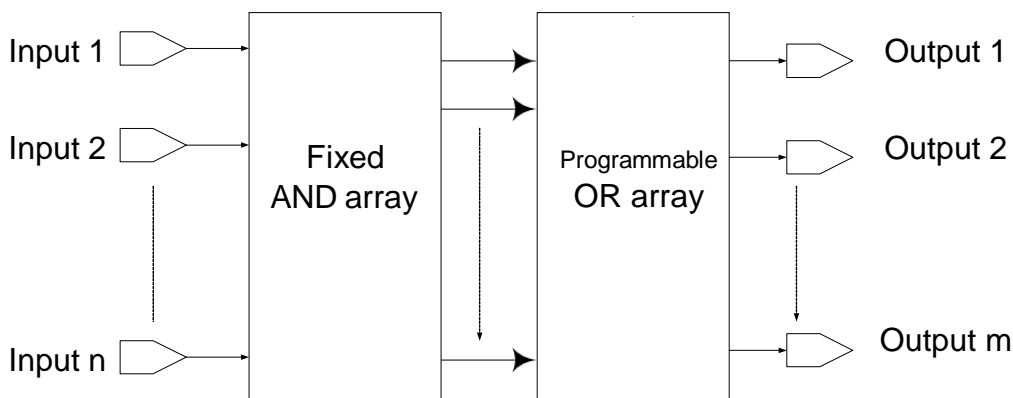 Input 1
Input 2
Input n
Fixed
AND array
Programmable
OR array
Output 1
Output 2
Output m